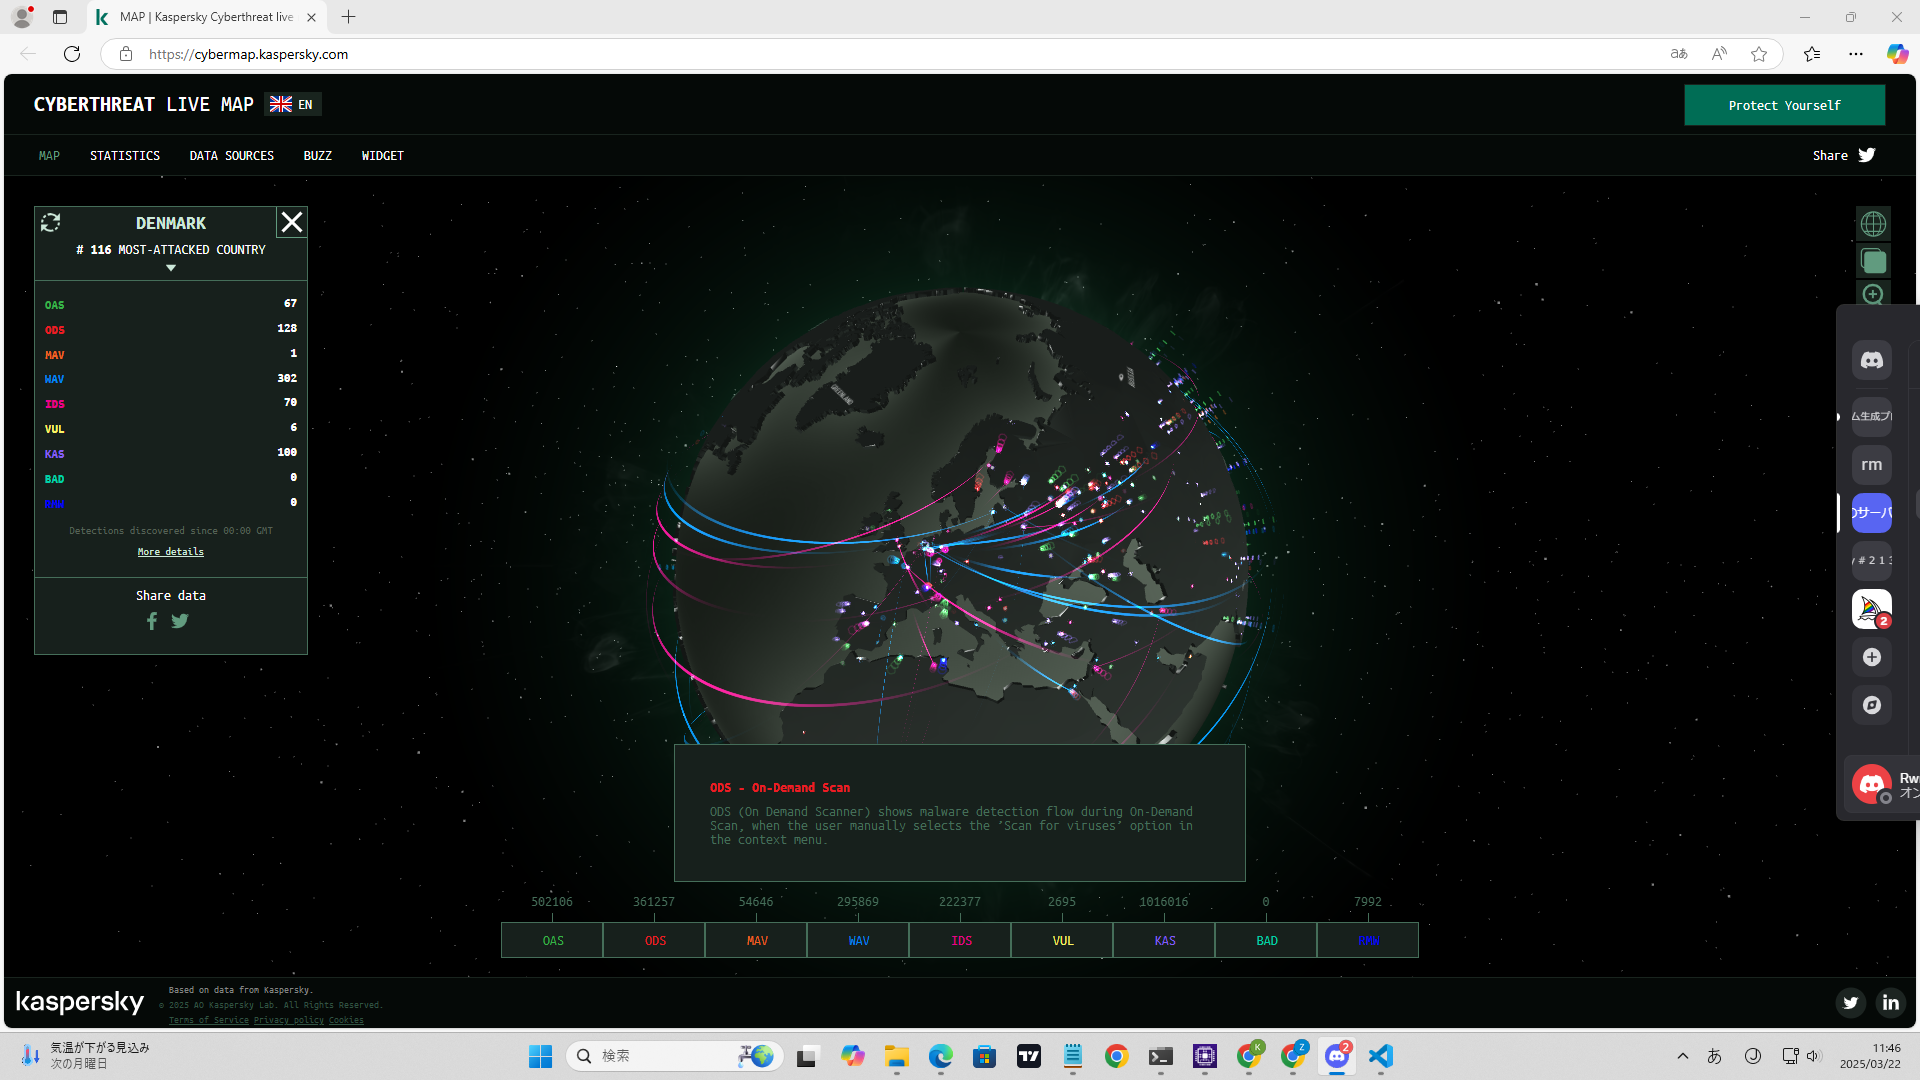 MAP | Kaspersky Cyberthreat live
https://cybermap.kaspersky.com
CYBERTHREAT LIVE MAP EN
Protect Yourself
MAP STATISTICS DATA SOURCES BUZZ WIDGET
Share
DENMARK
# 116 MOST-ATTACKED COUNTRY
OAS 67
ODS 128
MAV 1
WAV 302
IDS 70
VUL 6
KAS 100
BAD 0
RMW 0
Detections discovered since 00:00 GMT
More details
Share data
GREENLAND
RUSSIA
ODS - On-Demand Scan
ODS (On Demand Scanner) shows malware detection flow during On-Demand
Scan, when the user manually selects the 'Scan for viruses' option in
the context menu.
502106 361257 54646 295869 222377 2695 1016016 0 7992
OAS ODS MAV WAV IDS VUL KAS BAD RMW
kaspersky
Based on data from Kaspersky.
© 2025 AO Kaspersky Lab. All Rights Reserved.
Terms of Service Privacy policy Cookies
ム生成プ
rm
サーバ
y # 2 1 3
2
Rw
オン
気温が下がる見込み
次の月曜日
検索
K
Z
2
あ
11:46
2025/03/22